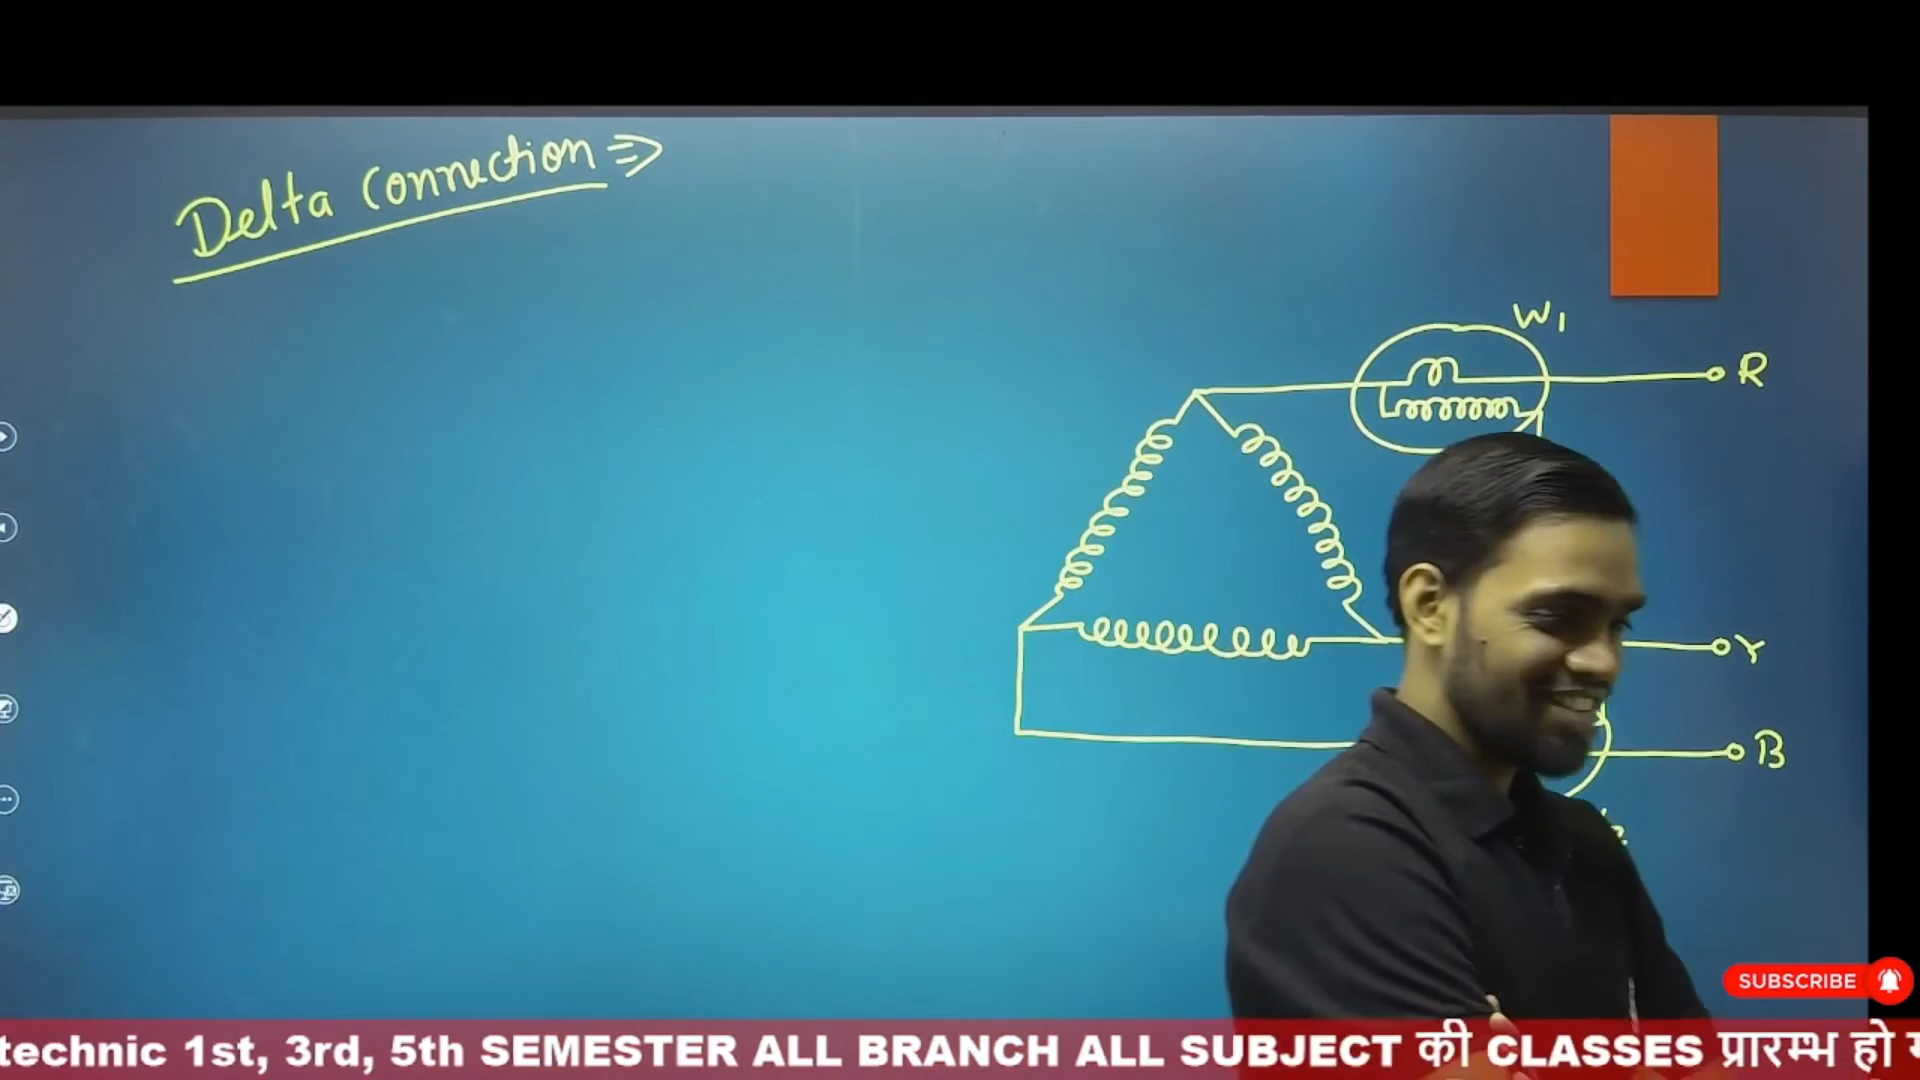 Delta Connection ⇒
W1
R
Y
B
SUBSCRIBE
technic 1st, 3rd, 5th SEMESTER ALL BRANCH ALL SUBJECT की CLASSES प्रारम्भ हो